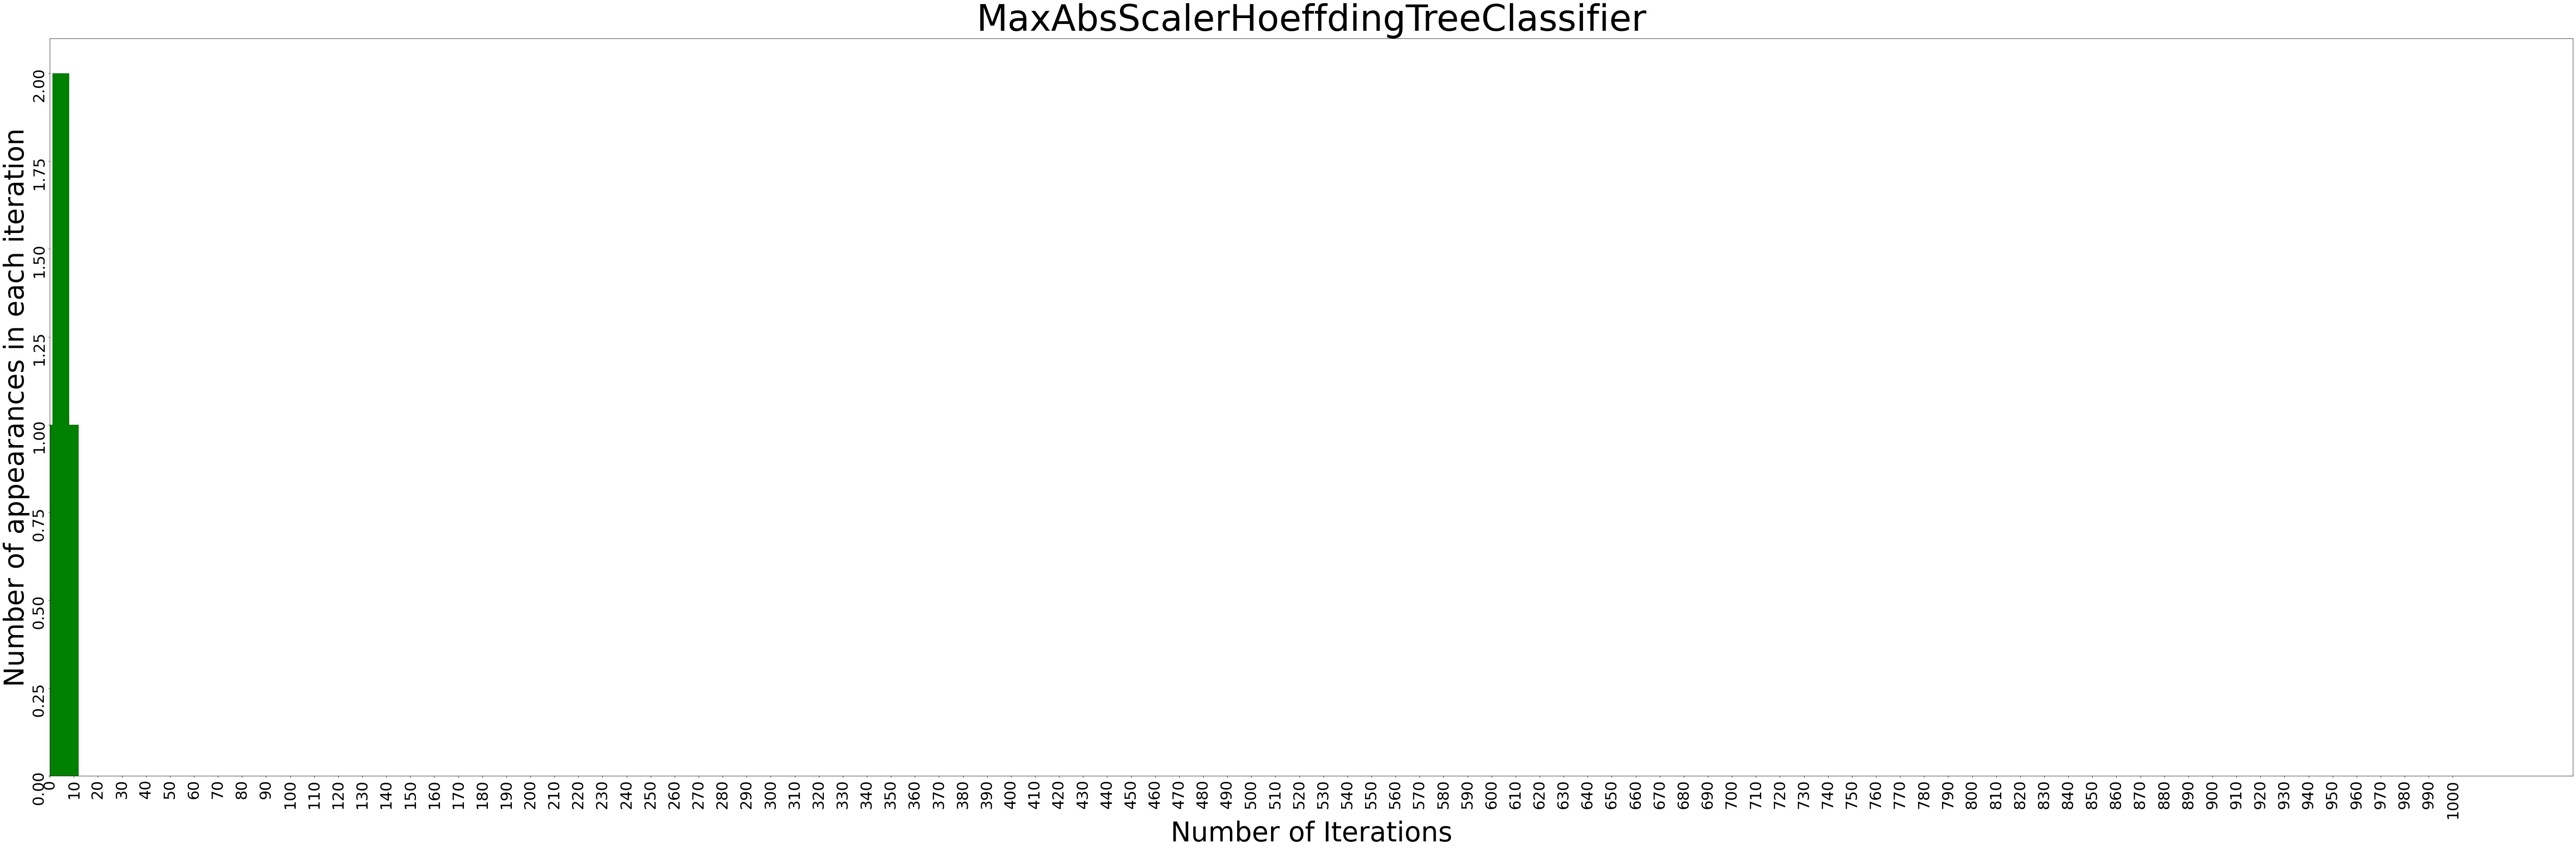 MaxAbsScalerHoeffdingTreeClassifier
Number of appearances in each iteration
2.00
1.75
1.50
1.25
1.00
0.75
0.50
0.25
0.00
0 10 20 30 40 50 60 70 80 90 100 110 120 130 140 150 160 170 180 190 200 210 220 230 240 250 260 270 280 290 300 310 320 330 340 350 360 370 380 390 400 410 420 430 440 450 460 470 480 490 500 510 520 530 540 550 560 570 580 590 600 610 620 630 640 650 660 670 680 690 700 710 720 730 740 750 760 770 780 790 800 810 820 830 840 850 860 870 880 890 900 910 920 930 940 950 960 970 980 990 1000
Number of Iterations